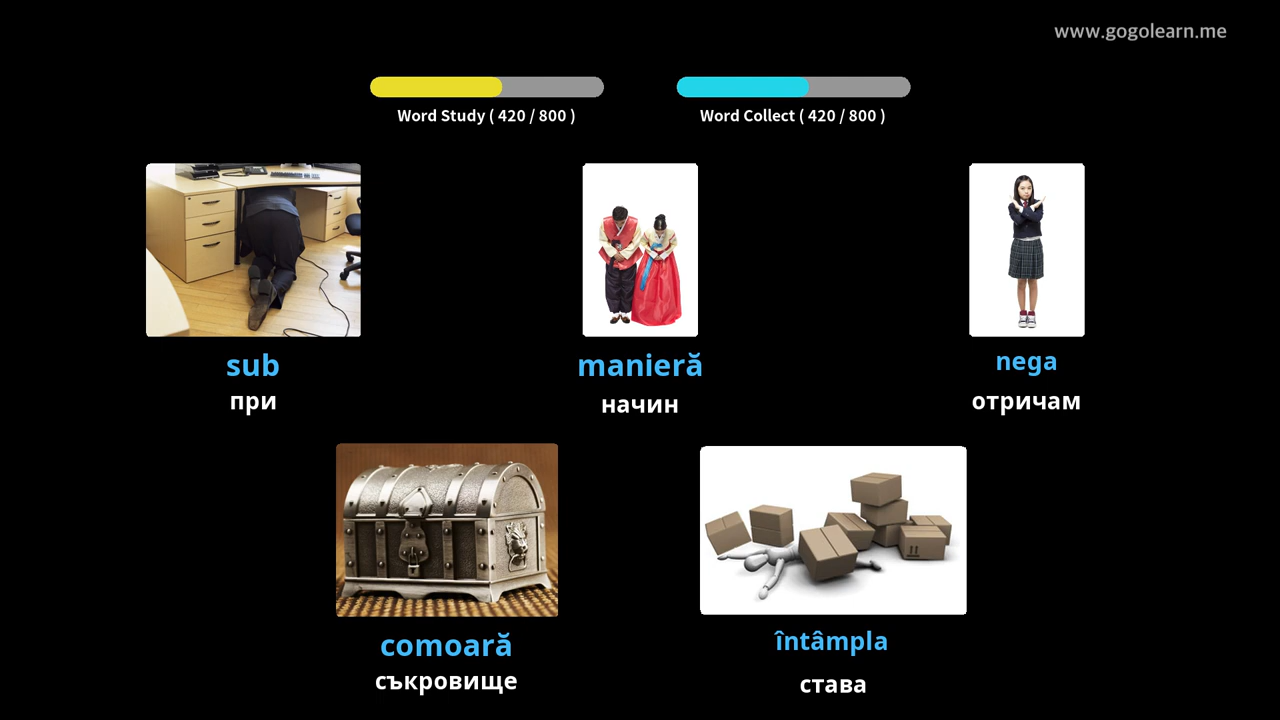 www.gogolearn.me
Word Study ( 420 / 800 )
Word Collect ( 420 / 800 )
sub
при
manieră
начин
nega
отричам
comoară
съкровище
întâmpla
става